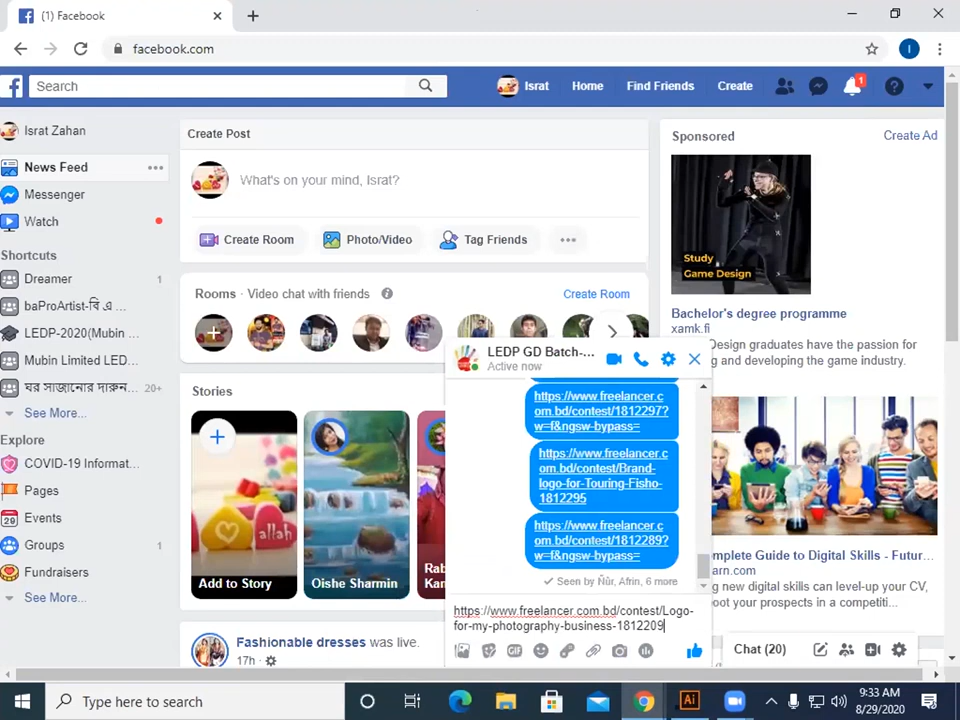 (1) Facebook
facebook.com
Search
Israt
Home
Find Friends
Create
1
Israt Zahan
News Feed
Messenger
Watch
Shortcuts
Dreamer
1
baProArtist-বি এ ...
LEDP-2020(Mubin ...
Mubin Limited LED...
ঘর সাজানোর দারুন...
20+
See More...
Explore
COVID-19 Informat...
Pages
Events
Groups
1
Fundraisers
See More...
Create Post
What's on your mind, Israt?
Create Room
Photo/Video
Tag Friends
Rooms · Video chat with friends
Create Room
Stories
Add to Story
Oishe Sharmin
Fashionable dresses was live.
17h ·
LEDP GD Batch-...
Active now
https://www.freelancer.c
om.bd/contest/1812297?
w=f&ngsw-bypass=
https://www.freelancer.c
om.bd/contest/Brand-
logo-for-Touring-Fisho-
1812295
https://www.freelancer.c
om.bd/contest/1812289?
w=f&ngsw-bypass=
Seen by Ñûr, Afrin, 6 more
https://www.freelancer.com.bd/contest/Logo-
for-my-photography-business-1812209
Sponsored
Create Ad
Study
Game Design
Bachelor's degree programme
xamk.fi
Design graduates have the passion for
g and developing the game industry.
mplete Guide to Digital Skills - Futur...
arn.com
ng new digital skills can level-up your CV,
oost your prospects in a competiti...
Chat (20)
Type here to search
9:33 AM
8/29/2020